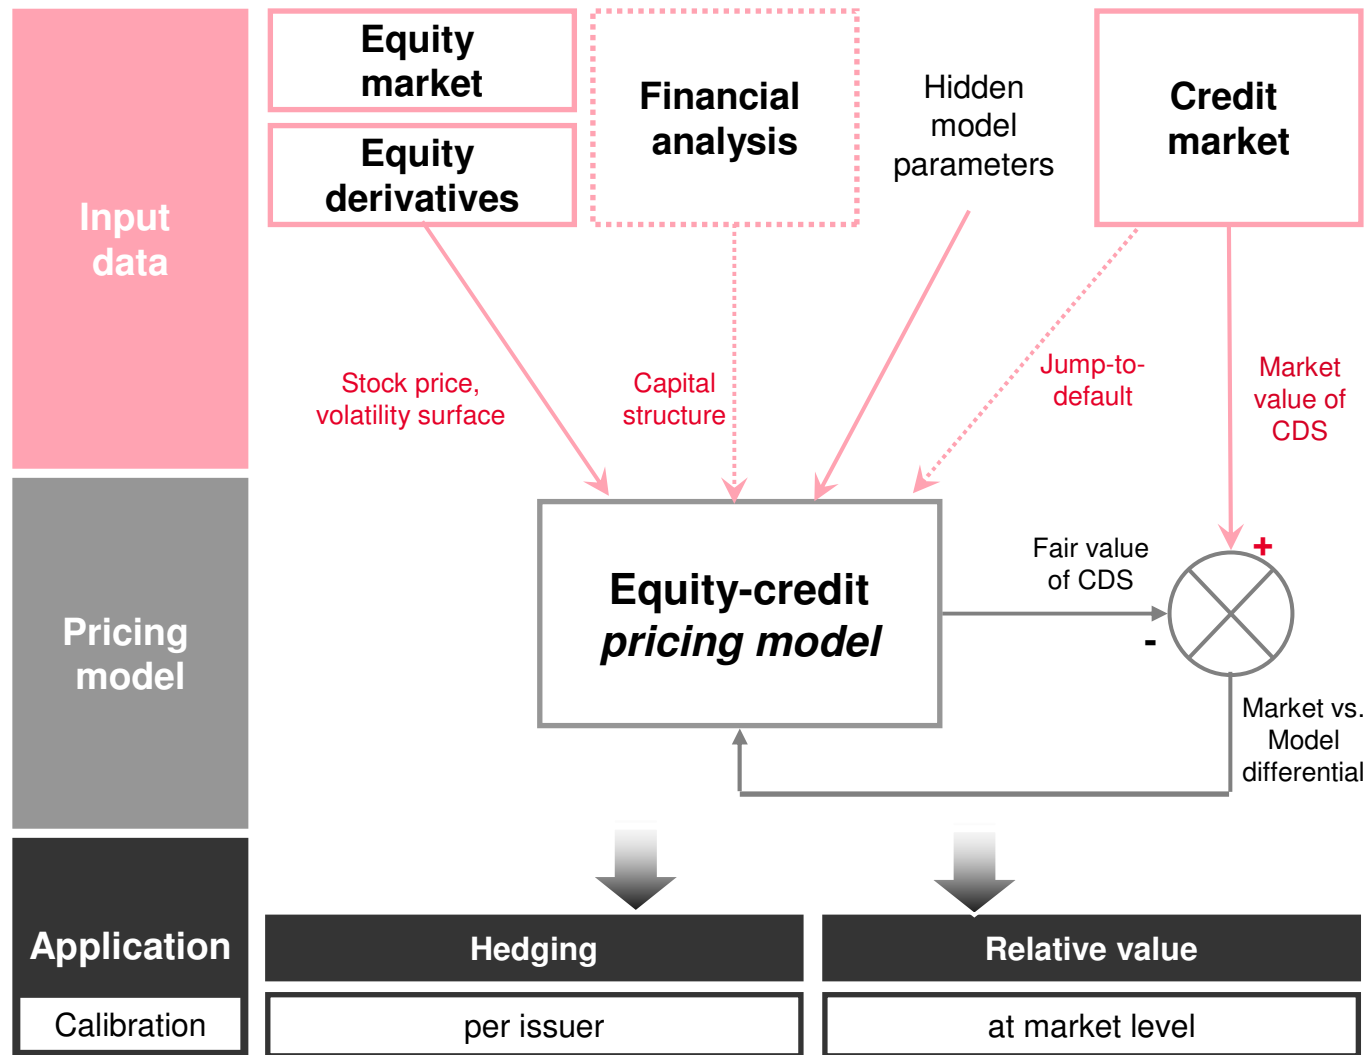 Input
data
Equity
market
Equity
derivatives
Financial
analysis
Hidden
model
parameters
Credit
market
Stock price,
volatility surface
Capital
structure
Jump-to-
default
Market
value of
CDS
Pricing
model
Equity-credit
pricing model
Fair value
of CDS
+
-
Market vs.
Model
differential
Application
Hedging
Relative value
Calibration
per issuer
at market level